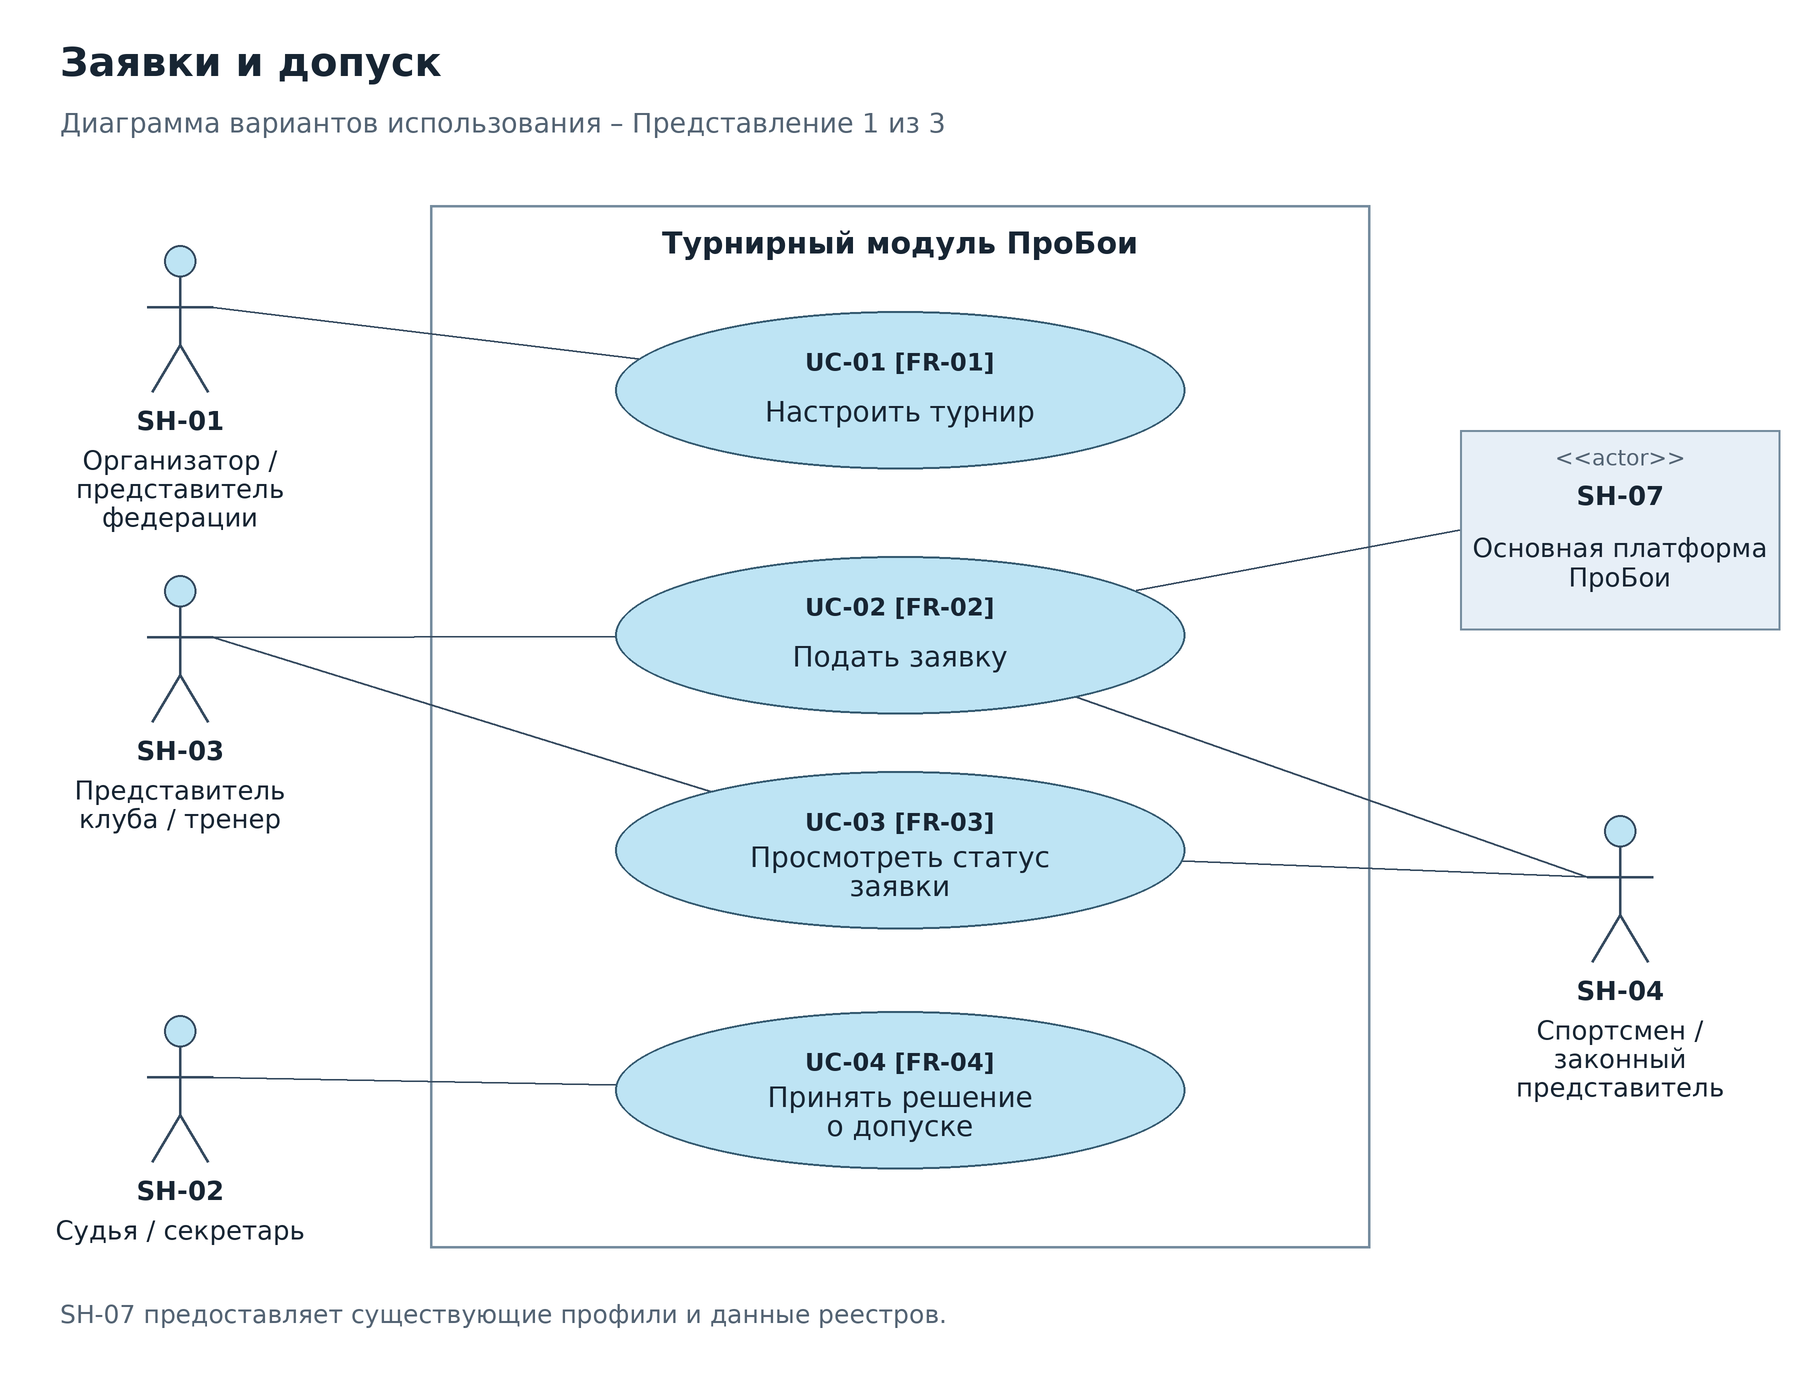 Заявки и допуск
Диаграмма вариантов использования – Представление 1 из 3
Турнирный модуль ПроБои
SH-01
Организатор /
представитель
федерации
UC-01 [FR-01]
Настроить турнир
<<actor>>
SH-07
Основная платформа
ПроБои
UC-02 [FR-02]
Подать заявку
SH-03
Представитель
клуба / тренер
UC-03 [FR-03]
Просмотреть статус
заявки
SH-04
Спортсмен /
законный
представитель
UC-04 [FR-04]
Принять решение
о допуске
SH-02
Судья / секретарь
SH-07 предоставляет существующие профили и данные реестров.